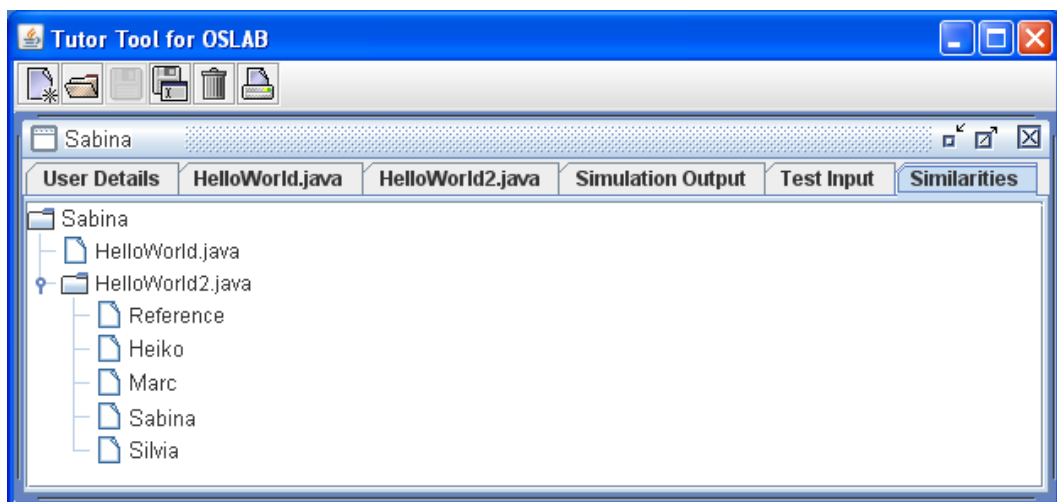 Tutor Tool for OSLAB
Sabina
User Details HelloWorld.java HelloWorld2.java Simulation Output Test Input Similarities
Sabina
HelloWorld.java
HelloWorld2.java
Reference
Heiko
Marc
Sabina
Silvia